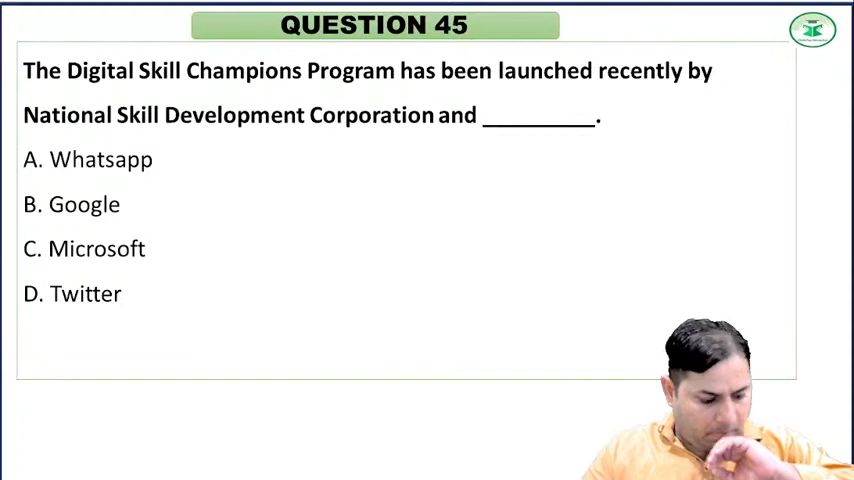 QUESTION 45
The Digital Skill Champions Program has been launched recently by
National Skill Development Corporation and __________.
A. Whatsapp
B. Google
C. Microsoft
D. Twitter